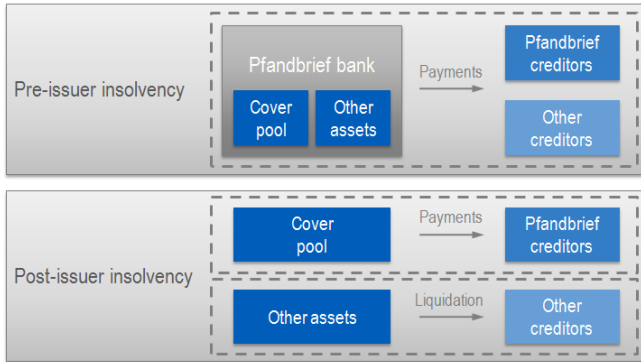 Pre-issuer insolvency
Pfandbrief bank
Cover
pool
Other
assets
Payments
Pfandbrief
creditors
Other
creditors
Post-issuer insolvency
Cover
pool
Payments
Pfandbrief
creditors
Other assets
Liquidation
Other
creditors